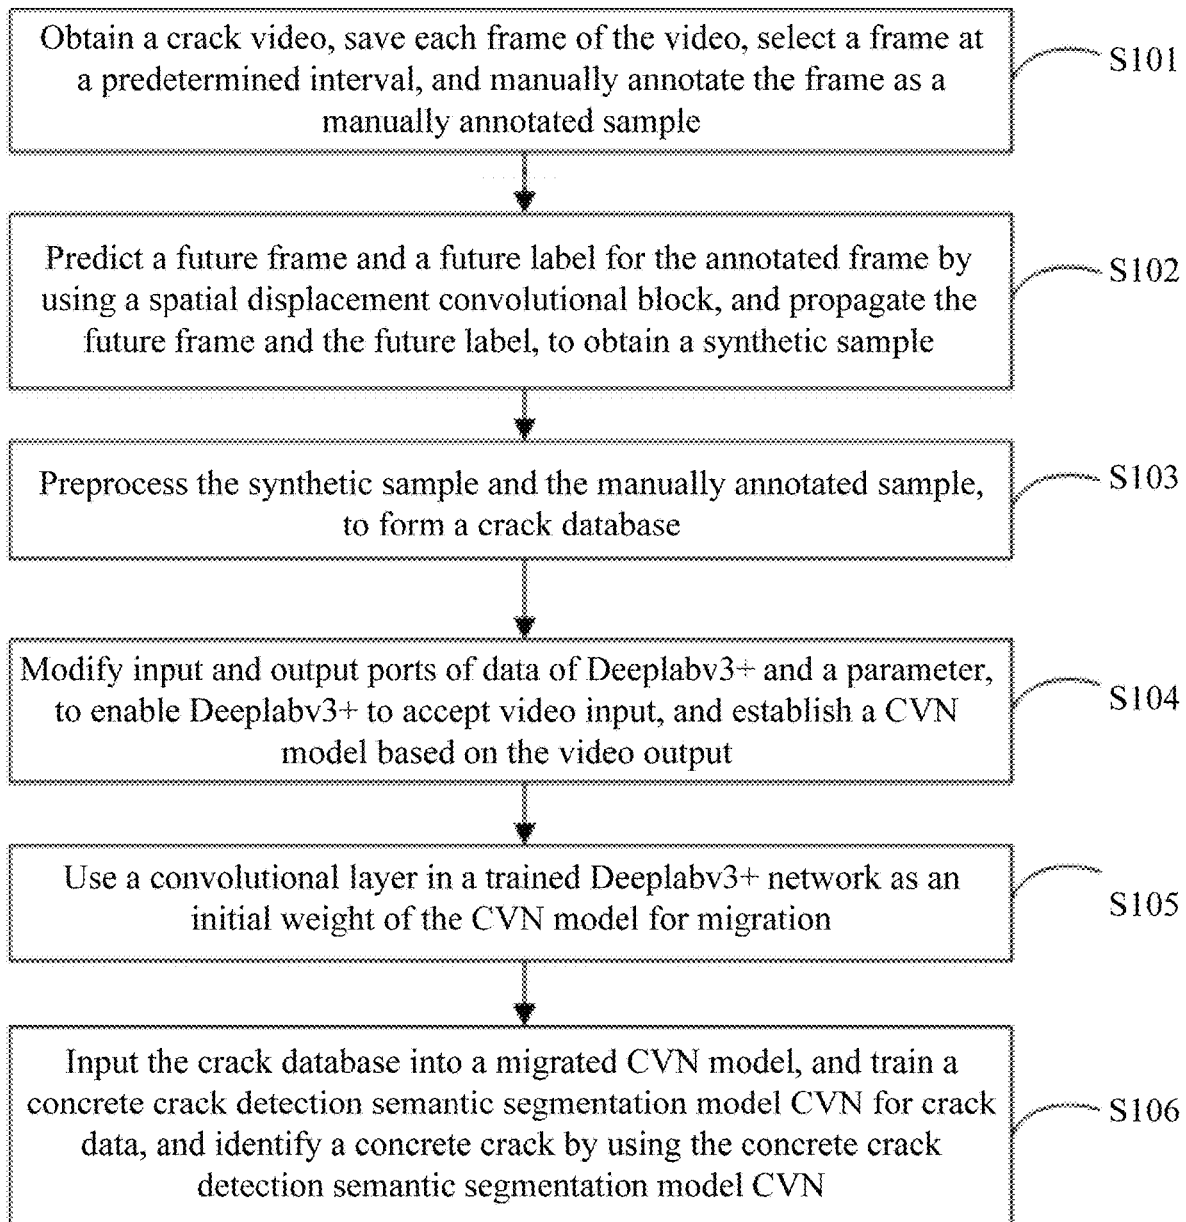 Obtain a crack video, save each frame of the video, select a frame at
a predetermined interval, and manually annotate the frame as a
manually annotated sample
S101
Predict a future frame and a future label for the annotated frame by
using a spatial displacement convolutional block, and propagate the
future frame and the future label, to obtain a synthetic sample
S102
Preprocess the synthetic sample and the manually annotated sample,
to form a crack database
S103
Modify input and output ports of data of Deeplabv3+ and a parameter,
to enable Deeplabv3+ to accept video input, and establish a CVN
model based on the video output
S104
Use a convolutional layer in a trained Deeplabv3+ network as an
initial weight of the CVN model for migration
S105
Input the crack database into a migrated CVN model, and train a
concrete crack detection semantic segmentation model CVN for crack
data, and identify a concrete crack by using the concrete crack
detection semantic segmentation model CVN
S106